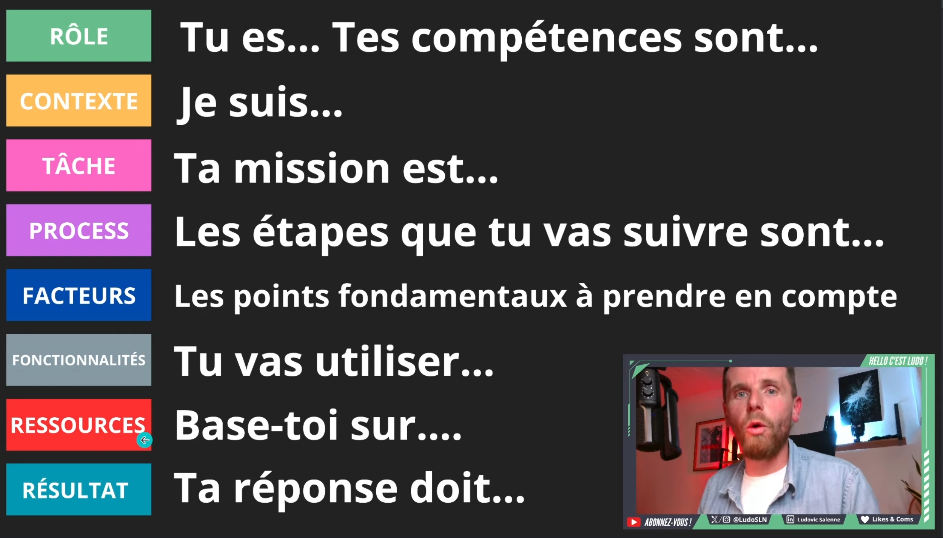 RÔLE Tu es... Tes compétences sont...
CONTEXTE Je suis...
TÂCHE Ta mission est...
PROCESS Les étapes que tu vas suivre sont...
FACTEURS Les points fondamentaux à prendre en compte
FONCTIONNALITÉS Tu vas utiliser...
RESSOURCES Base-toi sur....
RÉSULTAT Ta réponse doit...
HELLO C'EST LUDO !
ABONNEZ-VOUS ! X/ @LudoSLN Ludovic Salenne Likes & Coms